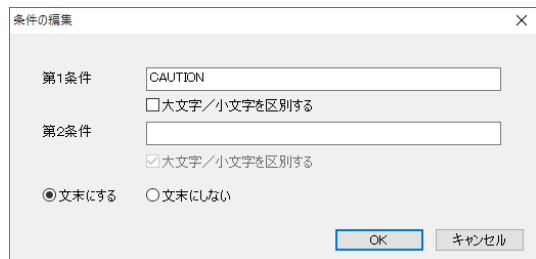 条件の編集
第1条件 CAUTION
大文字／小文字を区別する
第2条件
大文字／小文字を区別する
文末にする 文末にしない
OK キャンセル